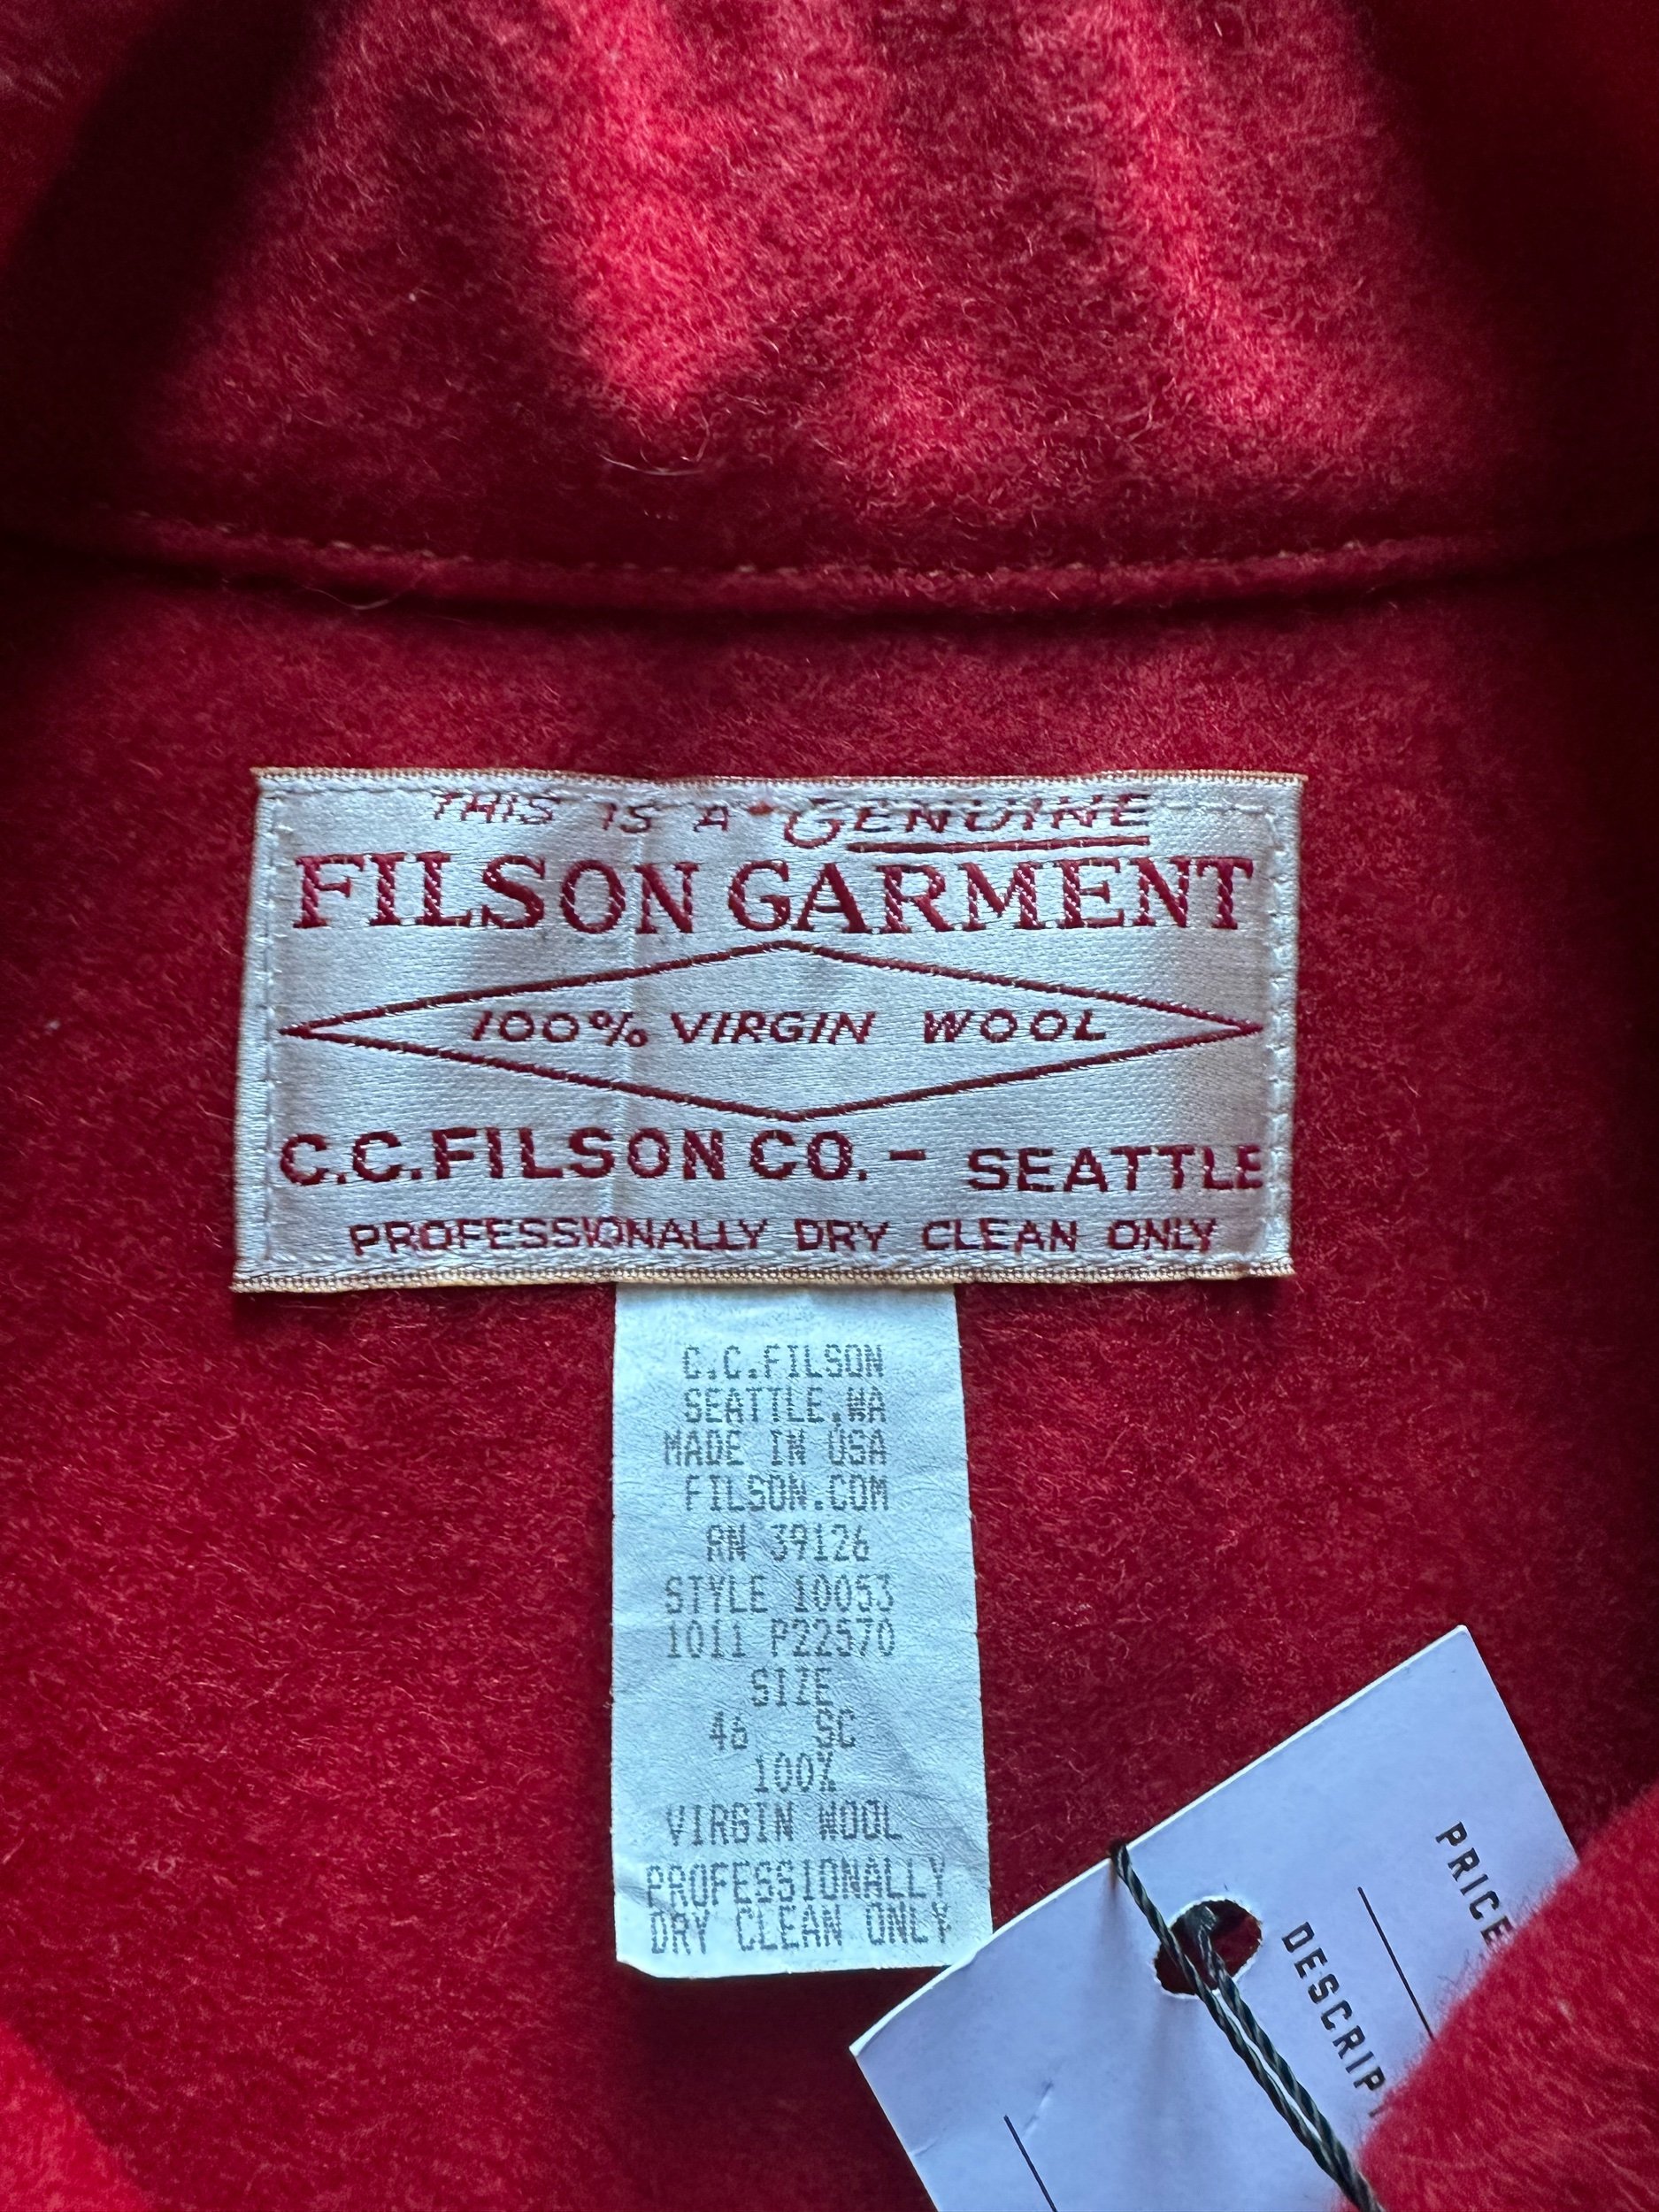 THIS IS A GENUINE
FILSON GARMENT
100% VIRGIN WOOL
C.C.FILSON CO. - SEATTLE
PROFESSIONALLY DRY CLEAN ONLY
C.C.FILSON
SEATTLE,WA
MADE IN USA
FILSON.COM
RN 39126
STYLE 10053
1011 P22570
SIZE
46 SC
100%
VIRGIN WOOL
PROFESSIONALLY
DRY CLEAN ONLY
PRICE
DESCRIP